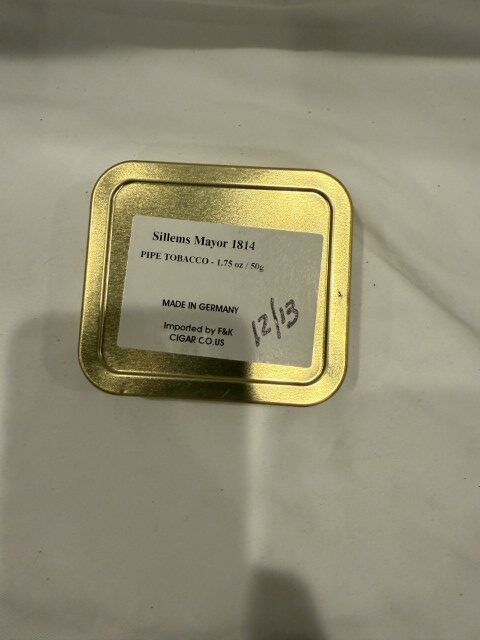 Sillems Mayor 1814
PIPE TOBACCO - 1.75 oz / 50g
MADE IN GERMANY
12/13
Imported by F&K
CIGAR CO.US